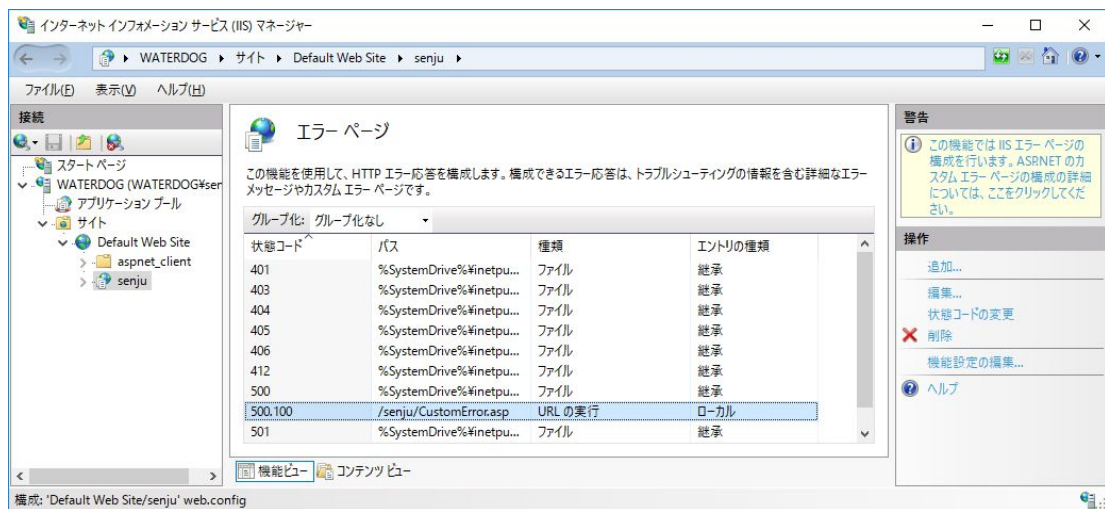 インターネット インフォメーション サービス (IIS) マネージャー
WATERDOG サイト Default Web Site senju
ファイル(F) 表示(V) ヘルプ(H)
接続
スタート ページ
WATERDOG (WATERDOG¥ser
アプリケーション プール
サイト
Default Web Site
aspnet_client
senju
エラー ページ
この機能を使用して、HTTP エラー応答を構成します。構成できるエラー応答は、トラブルシューティングの情報を含む詳細なエラー
メッセージやカスタム エラー ページです。
グループ化: グループ化なし
状態コード パス 種類 エントリの種類
401 %SystemDrive%¥inetpu... ファイル 継承
403 %SystemDrive%¥inetpu... ファイル 継承
404 %SystemDrive%¥inetpu... ファイル 継承
405 %SystemDrive%¥inetpu... ファイル 継承
406 %SystemDrive%¥inetpu... ファイル 継承
412 %SystemDrive%¥inetpu... ファイル 継承
500 %SystemDrive%¥inetpu... ファイル 継承
500.100 /senju/CustomError.asp URL の実行 ローカル
501 %SystemDrive%¥inetpu... ファイル 継承
機能ビュー コンテンツ ビュー
警告
この機能では IIS エラー ページの
構成を行います。ASP.NET のカ
スタム エラー ページの構成の詳細
については、ここをクリックしてくだ
さい。
操作
追加...
編集...
状態コードの変更
削除
機能設定の編集...
ヘルプ
構成: 'Default Web Site/senju' web.config